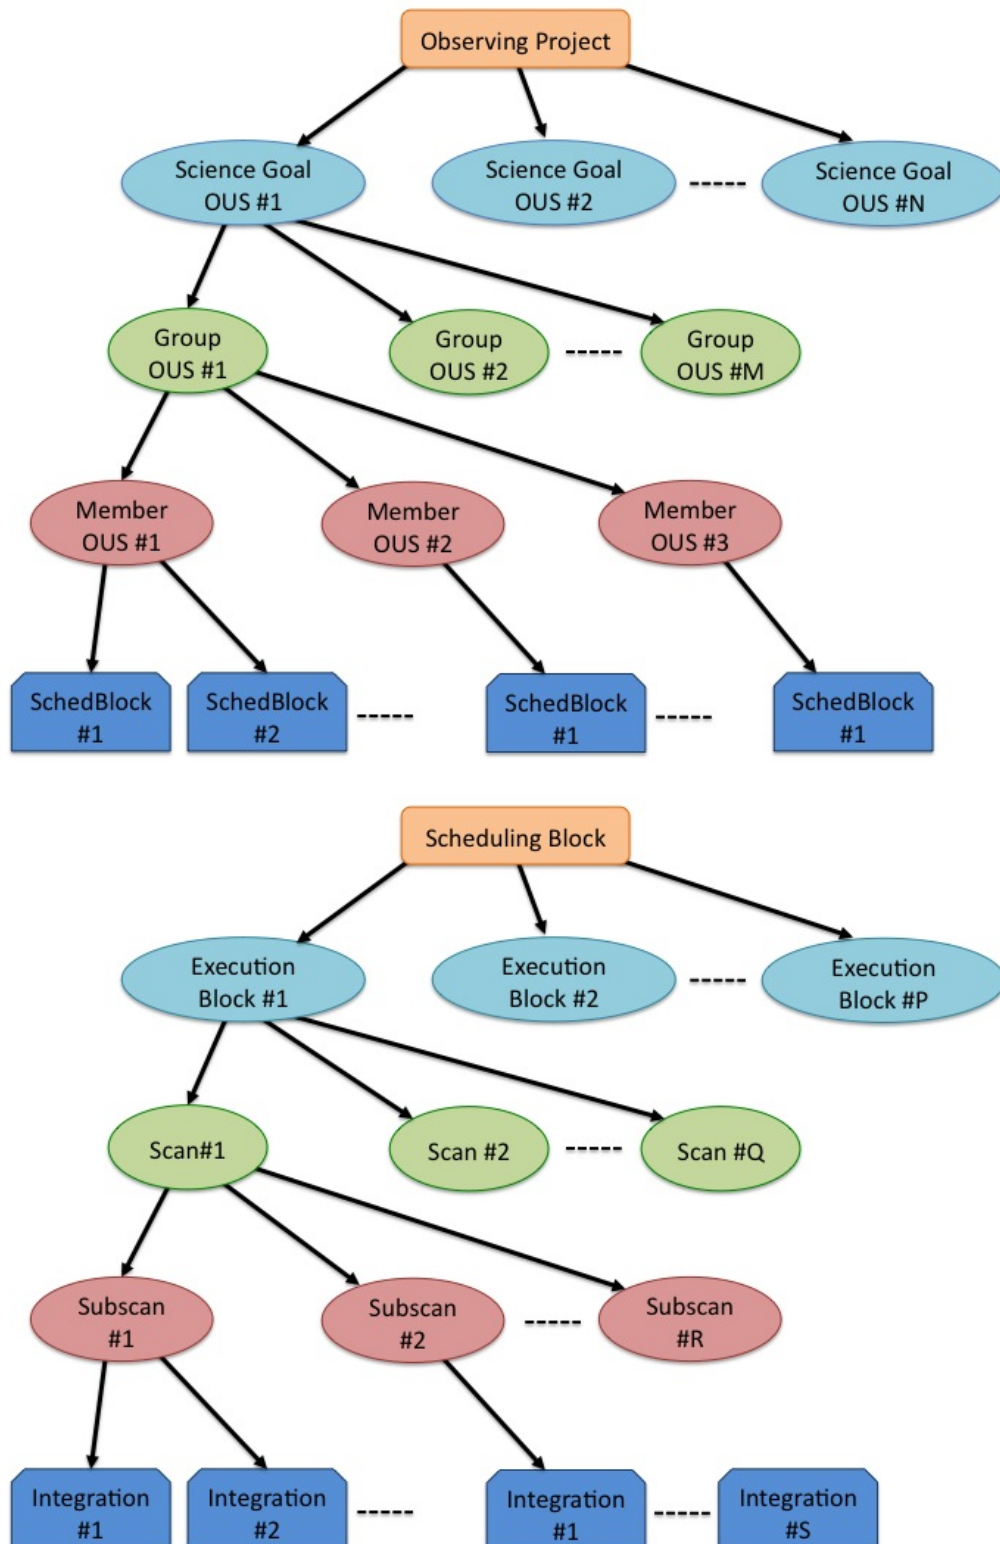 Observing Project
Science Goal
OUS #1
Science Goal
OUS #2
Science Goal
OUS #N
Group
OUS #1
Group
OUS #2
Group
OUS #M
Member
OUS #1
Member
OUS #2
Member
OUS #3
SchedBlock
#1
SchedBlock
#2
SchedBlock
#1
SchedBlock
#1
Scheduling Block
Execution
Block #1
Execution
Block #2
Execution
Block #P
Scan#1
Scan #2
Scan #Q
Subscan
#1
Subscan
#2
Subscan
#R
Integration
#1
Integration
#2
Integration
#1
Integration
#S